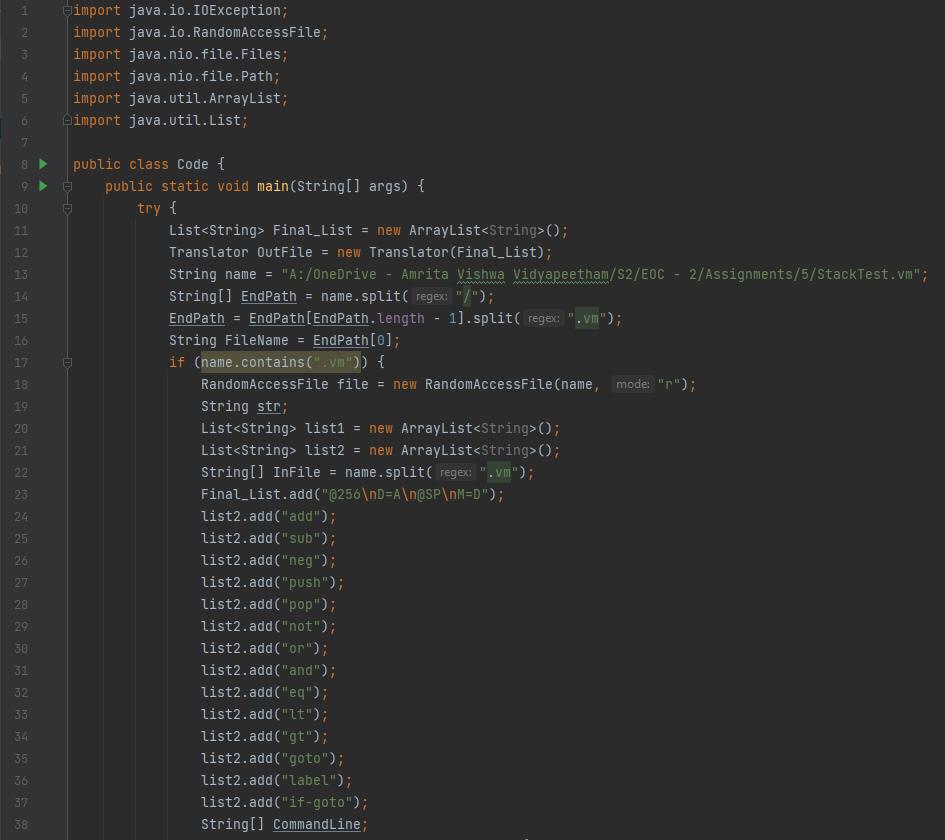 1 import java.io.IOException;
2 import java.io.RandomAccessFile;
3 import java.nio.file.Files;
4 import java.nio.file.Path;
5 import java.util.ArrayList;
6 import java.util.List;
7
8 public class Code {
9 public static void main(String[] args) {
10 try {
11 List<String> Final_List = new ArrayList<String>();
12 Translator OutFile = new Translator(Final_List);
13 String name = "A:/OneDrive - Amrita Vishwa Vidyapeetham/S2/EOC - 2/Assignments/5/StackTest.vm";
14 String[] EndPath = name.split( regex: "/");
15 EndPath = EndPath[EndPath.length - 1].split( regex: ".vm");
16 String FileName = EndPath[0];
17 if (name.contains(".vm")) {
18 RandomAccessFile file = new RandomAccessFile(name, mode: "r");
19 String str;
20 List<String> list1 = new ArrayList<String>();
21 List<String> list2 = new ArrayList<String>();
22 String[] InFile = name.split( regex: ".vm");
23 Final_List.add("@256\nD=A\n@SP\nM=D");
24 list2.add("add");
25 list2.add("sub");
26 list2.add("neg");
27 list2.add("push");
28 list2.add("pop");
29 list2.add("not");
30 list2.add("or");
31 list2.add("and");
32 list2.add("eq");
33 list2.add("lt");
34 list2.add("gt");
35 list2.add("goto");
36 list2.add("label");
37 list2.add("if-goto");
38 String[] CommandLine;